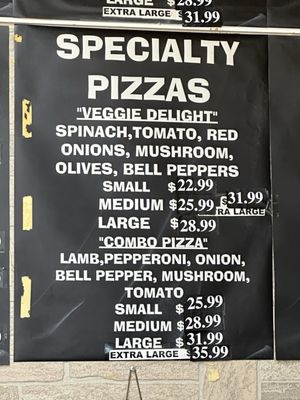 LARGE $28.99
EXTRA LARGE $31.99
SPECIALTY
PIZZAS
"VEGGIE DELIGHT"
SPINACH,TOMATO, RED
ONIONS, MUSHROOM,
OLIVES, BELL PEPPERS
SMALL $22.99
MEDIUM $25.99 $31.99
LARGE $28.99 EXTRA LARGE
"COMBO PIZZA"
LAMB,PEPPERONI, ONION,
BELL PEPPER, MUSHROOM,
TOMATO
SMALL $25.99
MEDIUM $28.99
LARGE $31.99
EXTRA LARGE $35.99